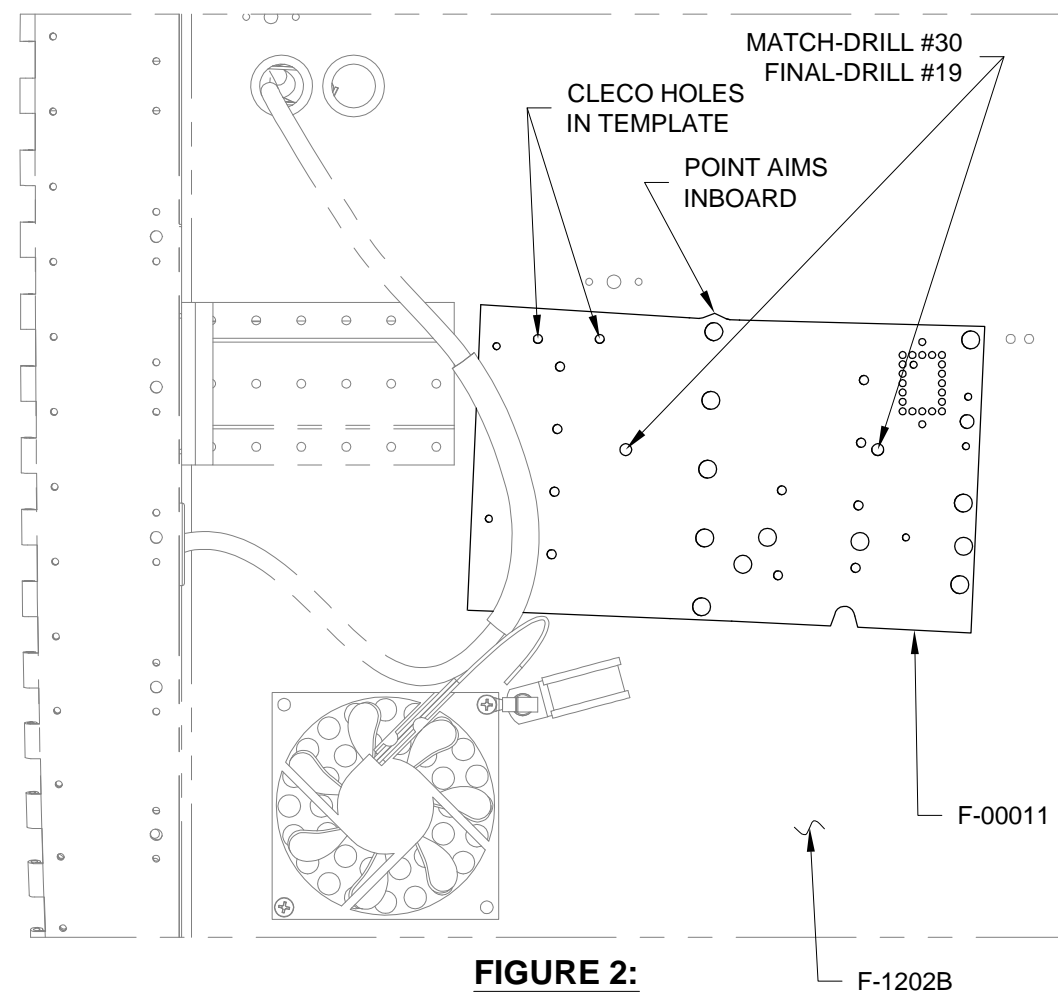 MATCH-DRILL #30
FINAL-DRILL #19
CLECO HOLES
IN TEMPLATE
POINT AIMS
INBOARD
F-00011
F-1202B
FIGURE 2: